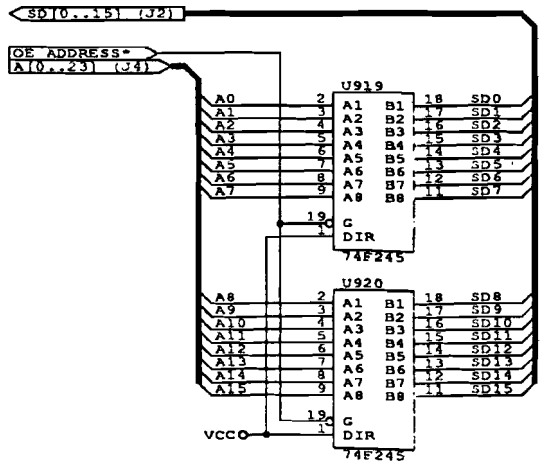 SD[0..15] (J2)
OE ADDRESS*
A[0..23] (J4)
U919
A0 2 A1 B1 18 SD0
A1 3 A2 B2 17 SD1
A2 4 A3 B3 16 SD2
A3 5 A4 B4 15 SD3
A4 6 A5 B5 14 SD4
A5 7 A6 B6 13 SD5
A6 8 A7 B7 12 SD6
A7 9 A8 B8 11 SD7
19 G
1 DIR
74F245
U920
A8 2 A1 B1 18 SD8
A9 3 A2 B2 17 SD9
A10 4 A3 B3 16 SD10
A11 5 A4 B4 15 SD11
A12 6 A5 B5 14 SD12
A13 7 A6 B6 13 SD13
A14 8 A7 B7 12 SD14
A15 9 A8 B8 11 SD15
19 G
VCC 1 DIR
74F245